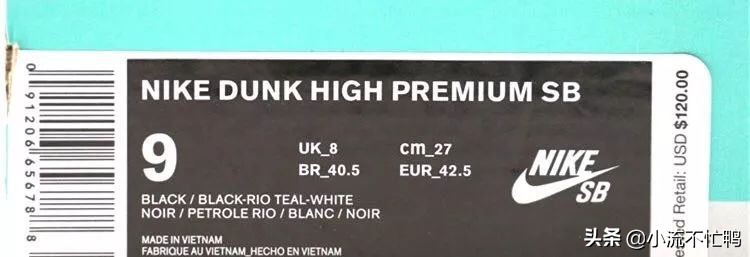 NIKE DUNK HIGH PREMIUM SB
9
UK_8
cm_27
BR_40.5
EUR_42.5
NIKE
SB
BLACK / BLACK-RIO TEAL-WHITE
NOIR / PETROLE RIO / BLANC / NOIR
MADE IN VIETNAM
FABRIQUE AU VIETNAM_HECHO EN VIETNAM
0 91206 65678 8
Retail: USD $120.00
头条 @小流不忙鸭